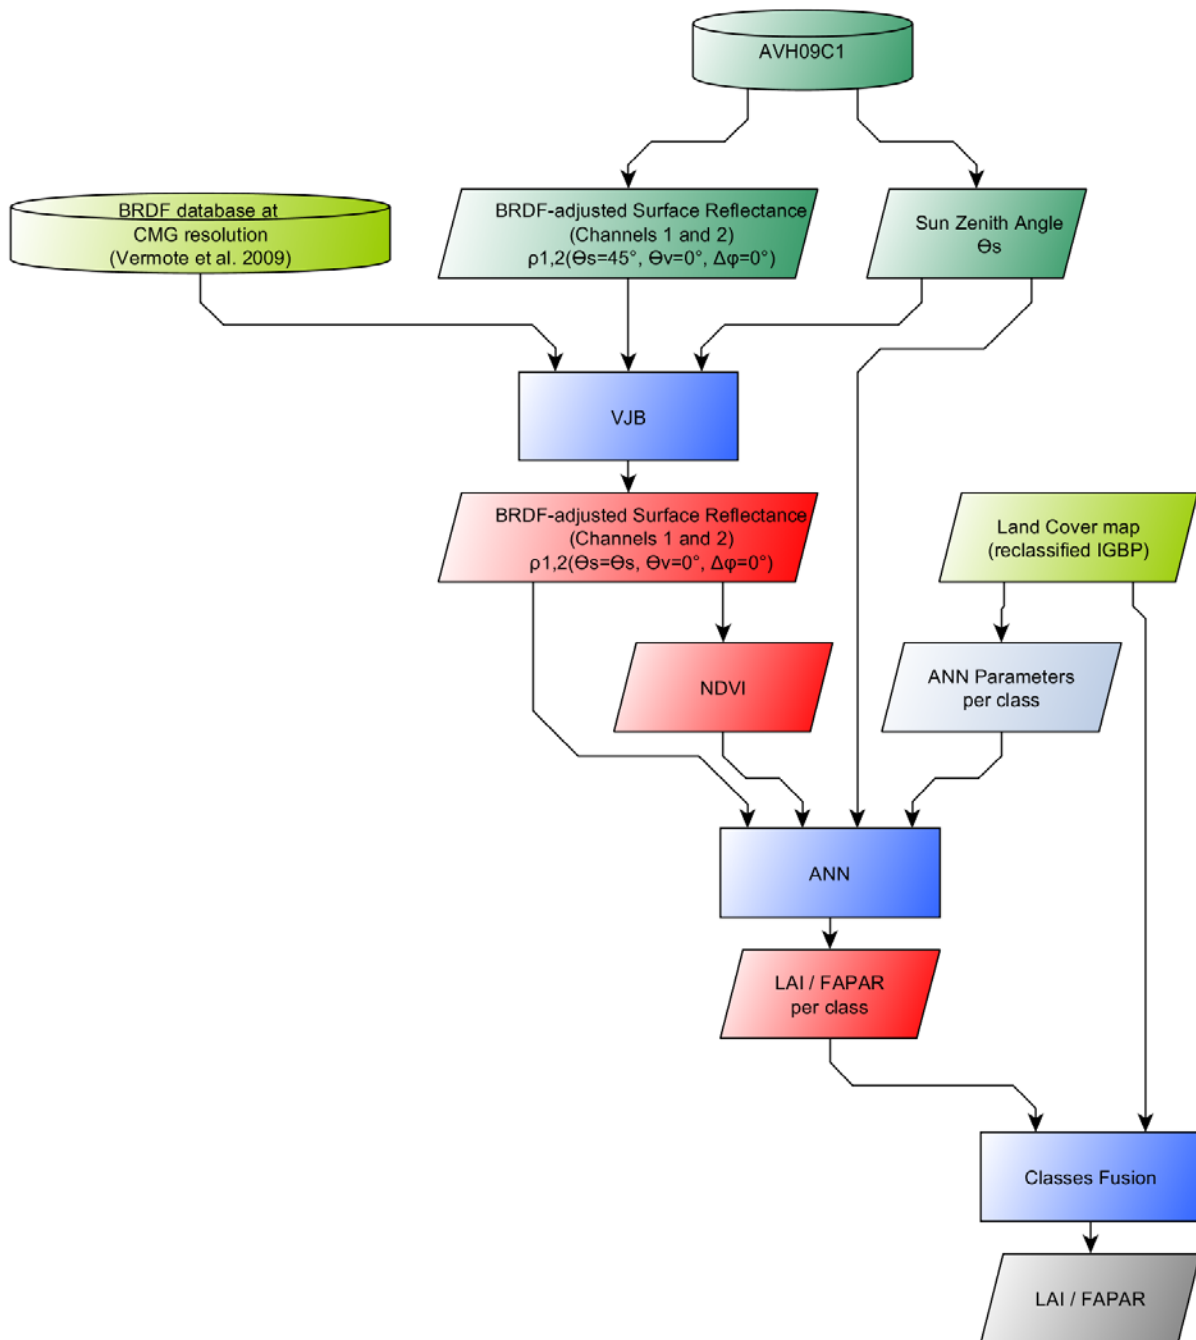 AVH09C1
BRDF database at
CMG resolution
(Vermote et al. 2009)
BRDF-adjusted Surface Reflectance
(Channels 1 and 2)
ρ1,2(Θs=45°, Θv=0°, Δφ=0°)
Sun Zenith Angle
Θs
VJB
BRDF-adjusted Surface Reflectance
(Channels 1 and 2)
ρ1,2(Θs=Θs, Θv=0°, Δφ=0°)
Land Cover map
(reclassified IGBP)
NDVI
ANN Parameters
per class
ANN
LAI / FAPAR
per class
Classes Fusion
LAI / FAPAR